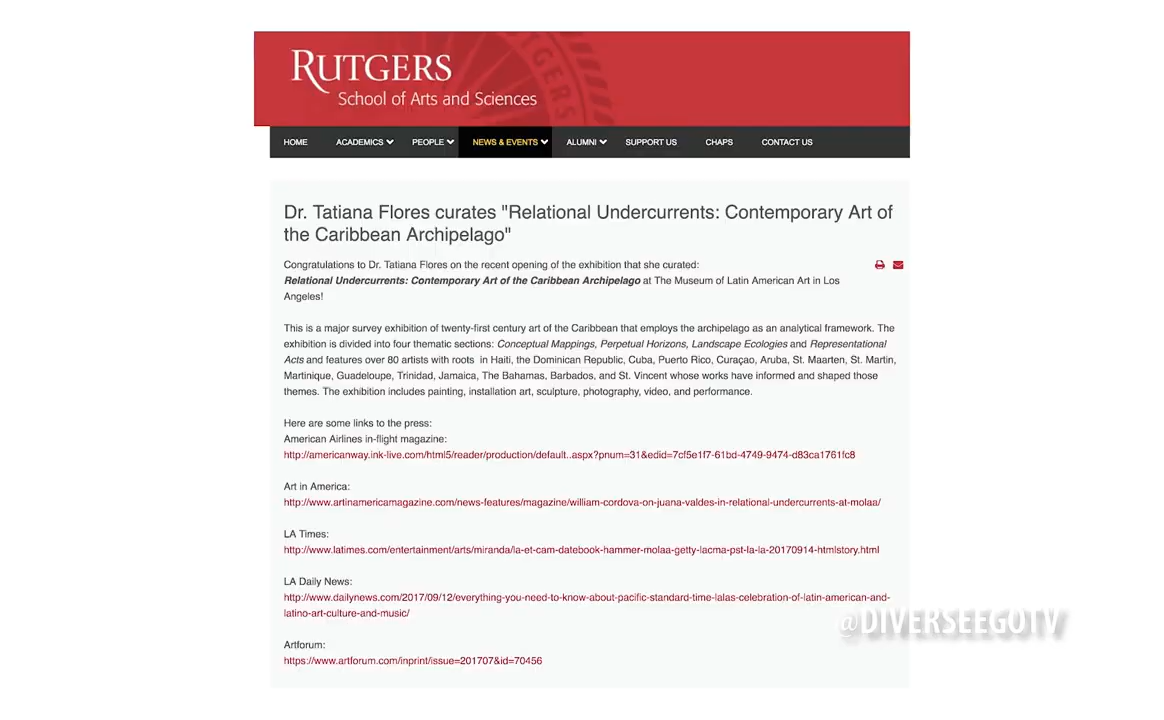 RUTGERS
School of Arts and Sciences
HOME ACADEMICS PEOPLE NEWS & EVENTS ALUMNI SUPPORT US CHAPS CONTACT US
Dr. Tatiana Flores curates "Relational Undercurrents: Contemporary Art of
the Caribbean Archipelago"
Congratulations to Dr. Tatiana Flores on the recent opening of the exhibition that she curated:
Relational Undercurrents: Contemporary Art of the Caribbean Archipelago at The Museum of Latin American Art in Los
Angeles!
This is a major survey exhibition of twenty-first century art of the Caribbean that employs the archipelago as an analytical framework. The
exhibition is divided into four thematic sections: Conceptual Mappings, Perpetual Horizons, Landscape Ecologies and Representational
Acts and features over 80 artists with roots in Haiti, the Dominican Republic, Cuba, Puerto Rico, Curaçao, Aruba, St. Maarten, St. Martin,
Martinique, Guadeloupe, Trinidad, Jamaica, The Bahamas, Barbados, and St. Vincent whose works have informed and shaped those
themes. The exhibition includes painting, installation art, sculpture, photography, video, and performance.
Here are some links to the press:
American Airlines in-flight magazine:
http://americanway.ink-live.com/html5/reader/production/default..aspx?pnum=31&edid=7cf5e1f7-61bd-4749-9474-d83ca1761fc8
Art in America:
http://www.artinamericamagazine.com/news-features/magazine/william-cordova-on-juana-valdes-in-relational-undercurrents-at-molaa/
LA Times:
http://www.latimes.com/entertainment/arts/miranda/la-et-cam-datebook-hammer-molaa-getty-lacma-pst-la-la-20170914-htmlstory.html
LA Daily News:
http://www.dailynews.com/2017/09/12/everything-you-need-to-know-about-pacific-standard-time-lalas-celebration-of-latin-american-and-
latino-art-culture-and-music/
@DIVERSEEGOTV
Artforum:
https://www.artforum.com/inprint/issue=201707&id=70456